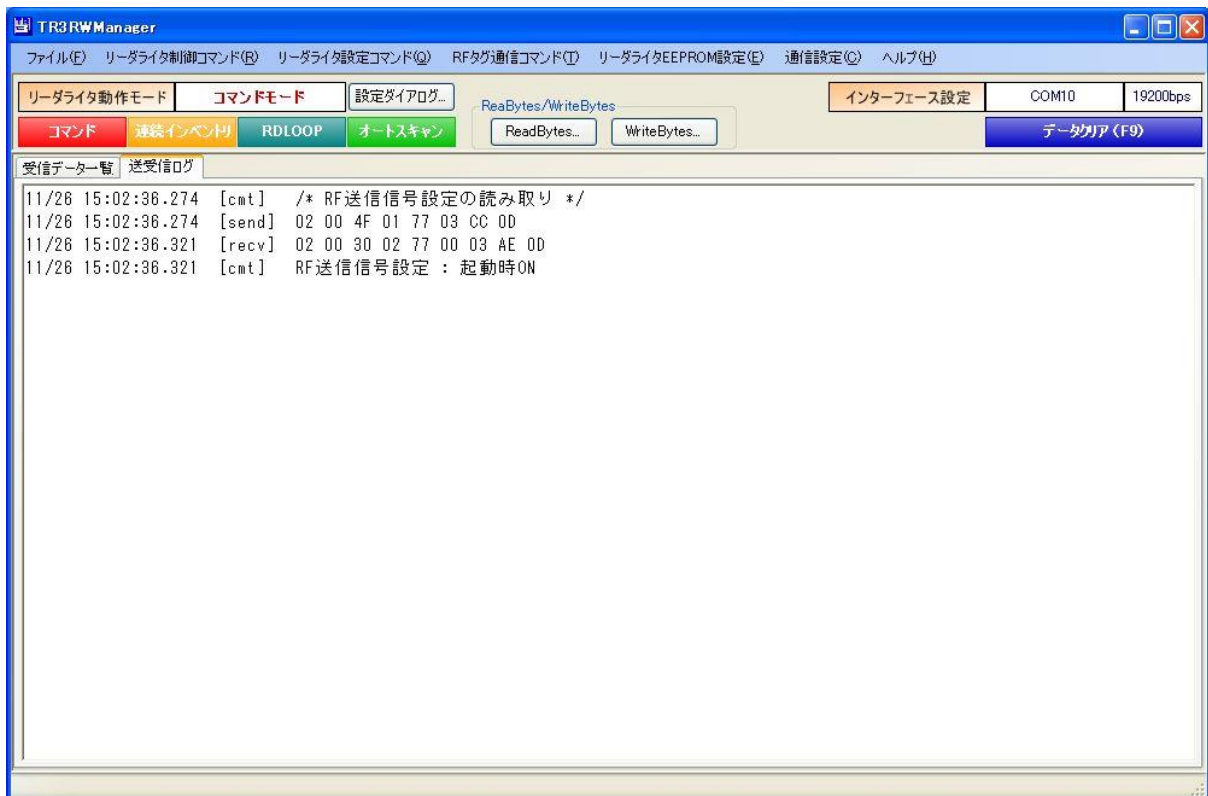 TR3RWManager
ファイル(F) リーダライタ制御コマンド(R) リーダライタ設定コマンド(Q) RFタグ通信コマンド(T) リーダライタEEPROM設定(E) 通信設定(C) ヘルプ(H)
リーダライタ動作モード コマンドモード 設定ダイアログ... ReaBytes/WriteBytes インターフェース設定 COM10 19200bps
コマンド 連続インベントリ RDLOOP オートスキャン ReadBytes... WriteBytes... データクリア(F9)
受信データ一覧 送受信ログ
11/26 15:02:36.274 [cmt] /* RF送信信号設定の読み取り */
11/26 15:02:36.274 [send] 02 00 4F 01 77 03 CC 0D
11/26 15:02:36.321 [recv] 02 00 30 02 77 00 03 AE 0D
11/26 15:02:36.321 [cmt] RF送信信号設定 : 起動時ON